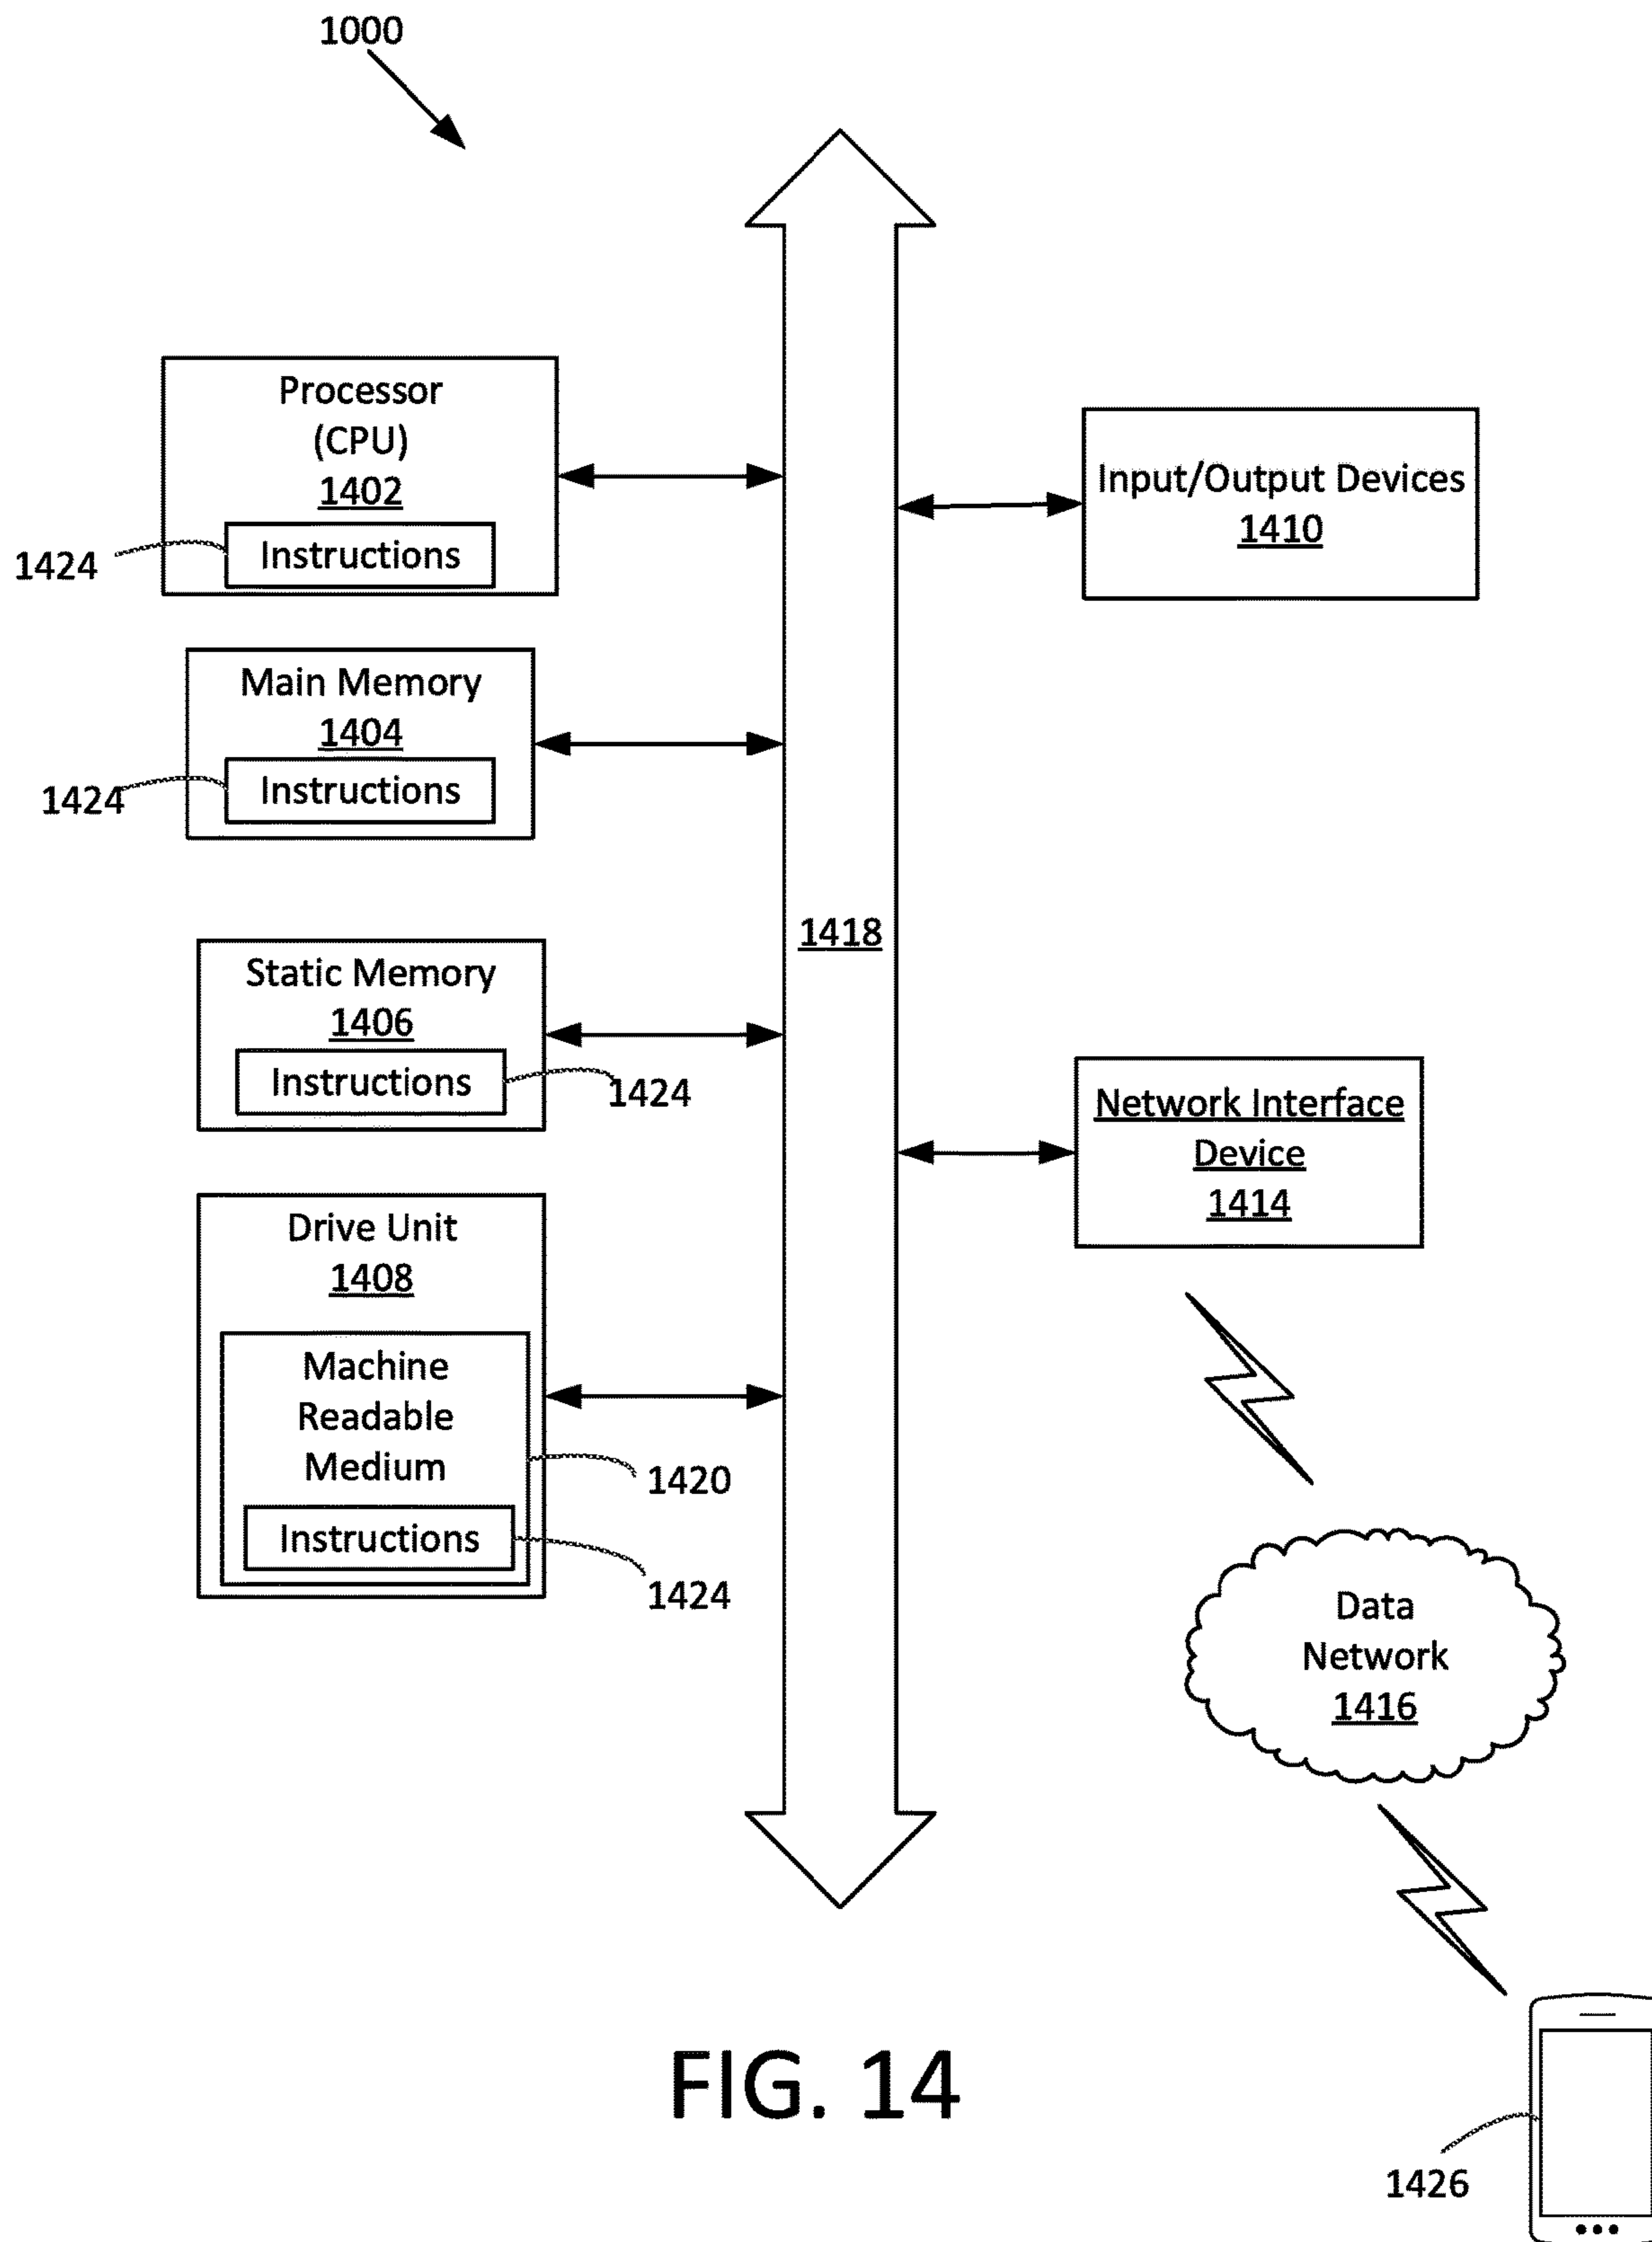 1000
Processor
(CPU)
1402
Instructions
1424
Input/Output Devices
1410
Main Memory
1404
Instructions
1424
1418
Static Memory
1406
Instructions
1424
Network Interface
Device
1414
Drive Unit
1408
Machine
Readable
Medium
1420
Instructions
1424
Data
Network
1416
FIG. 14
1426